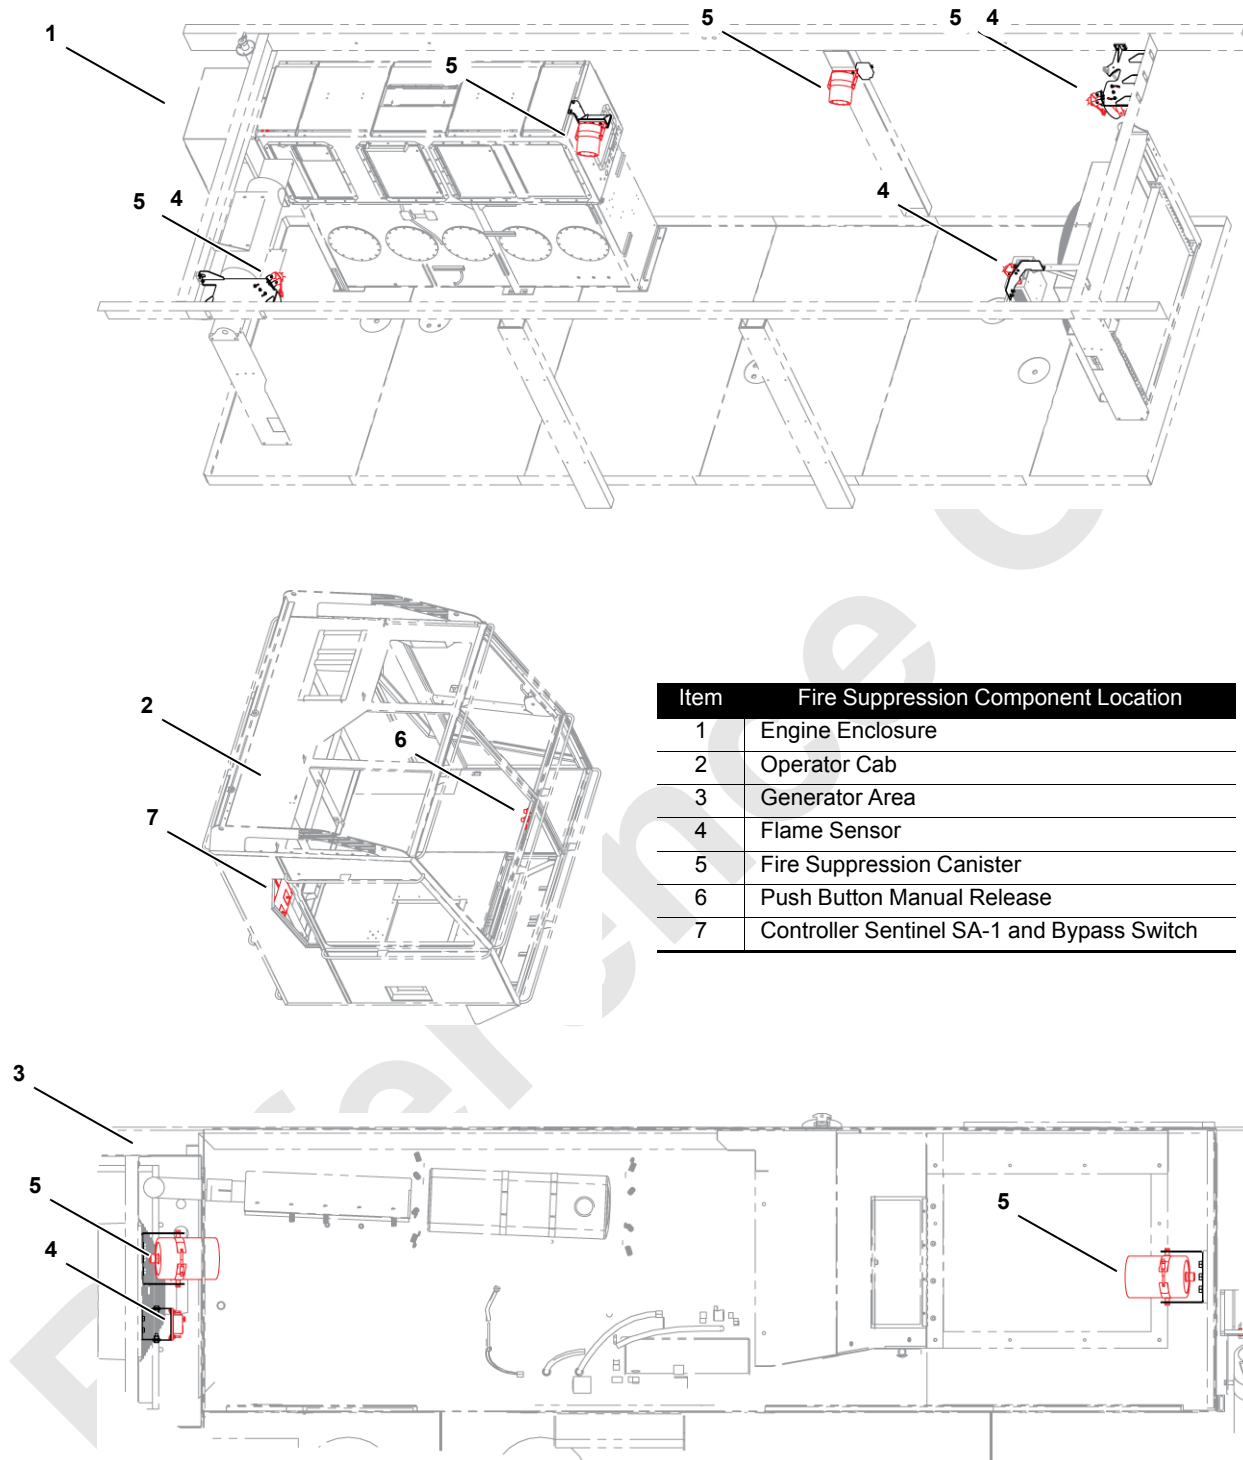 5
5 4
1
5
5 4
4
2
6
7
Item Fire Suppression Component Location
1 Engine Enclosure
2 Operator Cab
3 Generator Area
4 Flame Sensor
5 Fire Suppression Canister
6 Push Button Manual Release
7 Controller Sentinel SA-1 and Bypass Switch
3
5
4
5